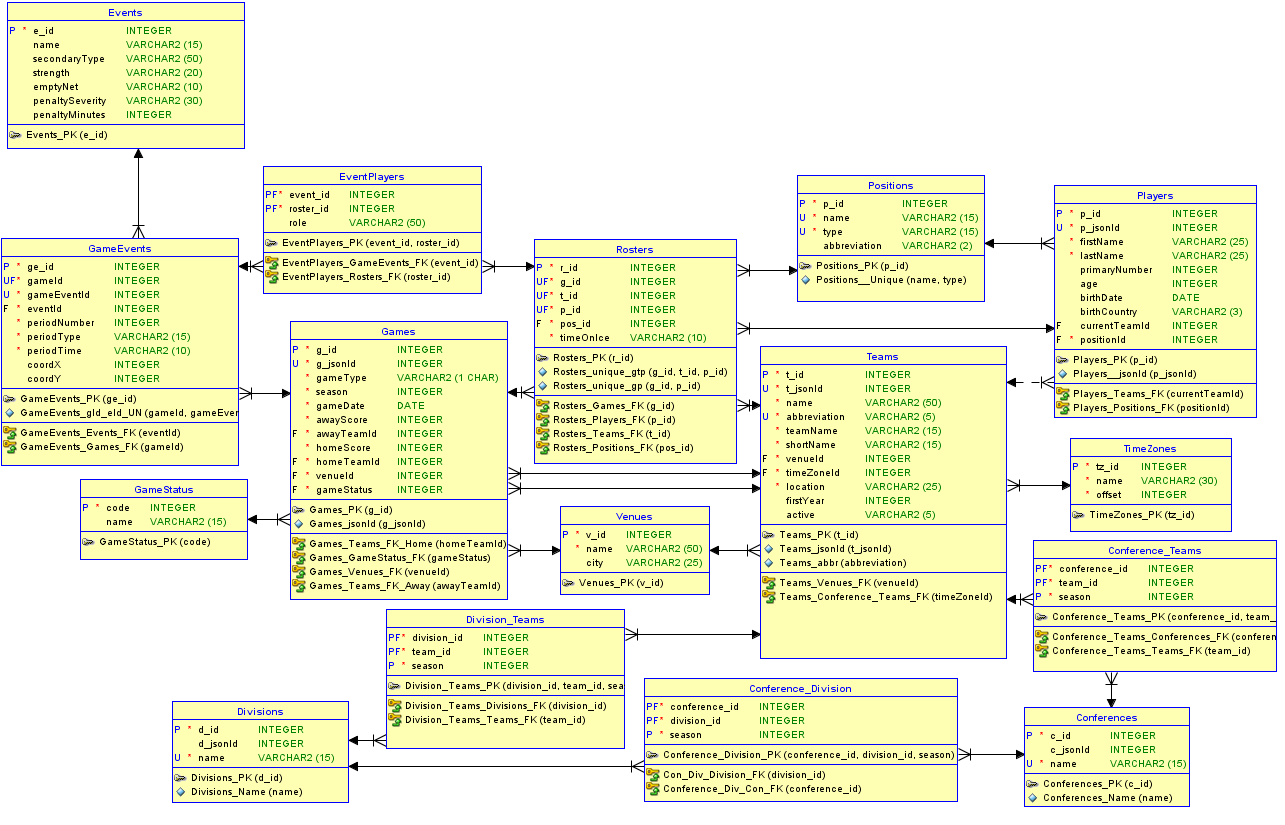 Events
P * e_id INTEGER
name VARCHAR2 (15)
secondaryType VARCHAR2 (50)
strength VARCHAR2 (20)
emptyNet VARCHAR2 (10)
penaltySeverity VARCHAR2 (30)
penaltyMinutes INTEGER
Events_PK (e_id)
EventPlayers
PF* event_id INTEGER
PF* roster_id INTEGER
role VARCHAR2 (50)
EventPlayers_PK (event_id, roster_id)
EventPlayers_GameEvents_FK (event_id)
EventPlayers_Rosters_FK (roster_id)
Positions
P * p_id INTEGER
U * name VARCHAR2 (15)
U * type VARCHAR2 (15)
abbreviation VARCHAR2 (2)
Positions_PK (p_id)
Positions__Unique (name, type)
Players
P * p_id INTEGER
U * p_jsonId INTEGER
* firstName VARCHAR2 (25)
* lastName VARCHAR2 (25)
primaryNumber INTEGER
age INTEGER
birthDate DATE
birthCountry VARCHAR2 (3)
F currentTeamId INTEGER
F * positionId INTEGER
Players_PK (p_id)
Players__jsonId (p_jsonId)
Players_Teams_FK (currentTeamId)
Players_Positions_FK (positionId)
GameEvents
P * ge_id INTEGER
UF* gameId INTEGER
U * gameEventId INTEGER
F * eventId INTEGER
* periodNumber INTEGER
* periodType VARCHAR2 (15)
* periodTime VARCHAR2 (10)
coordX INTEGER
coordY INTEGER
GameEvents_PK (ge_id)
GameEvents_gId_eId_UN (gameId, gameEver
GameEvents_Events_FK (eventId)
GameEvents_Games_FK (gameId)
Rosters
P * r_id INTEGER
UF* g_id INTEGER
UF* t_id INTEGER
UF* p_id INTEGER
F * pos_id INTEGER
* timeOnIce VARCHAR2 (10)
Rosters_PK (r_id)
Rosters_unique_gtp (g_id, t_id, p_id)
Rosters_unique_gp (g_id, p_id)
Rosters_Games_FK (g_id)
Rosters_Players_FK (p_id)
Rosters_Teams_FK (t_id)
Rosters_Positions_FK (pos_id)
Games
P * g_id INTEGER
U * g_jsonId INTEGER
* gameType VARCHAR2 (1 CHAR)
* season INTEGER
* gameDate DATE
* awayScore INTEGER
F * awayTeamId INTEGER
* homeScore INTEGER
F * homeTeamId INTEGER
F * venueId INTEGER
F * gameStatus INTEGER
Games_PK (g_id)
Games_jsonId (g_jsonId)
Games_Teams_FK_Home (homeTeamId)
Games_GameStatus_FK (gameStatus)
Games_Venues_FK (venueId)
Games_Teams_FK_Away (awayTeamId)
Teams
P * t_id INTEGER
U * t_jsonId INTEGER
* name VARCHAR2 (50)
U * abbreviation VARCHAR2 (5)
* teamName VARCHAR2 (15)
* shortName VARCHAR2 (15)
F * venueId INTEGER
F * timeZoneId INTEGER
* location VARCHAR2 (25)
firstYear INTEGER
active VARCHAR2 (5)
Teams_PK (t_id)
Teams_jsonId (t_jsonId)
Teams_abbr (abbreviation)
Teams_Venues_FK (venueId)
Teams_Conference_Teams_FK (timeZoneId)
TimeZones
P * tz_id INTEGER
* name VARCHAR2 (30)
* offset INTEGER
TimeZones_PK (tz_id)
GameStatus
P * code INTEGER
name VARCHAR2 (15)
GameStatus_PK (code)
Venues
P * v_id INTEGER
* name VARCHAR2 (50)
city VARCHAR2 (25)
Venues_PK (v_id)
Conference_Teams
PF* conference_id INTEGER
PF* team_id INTEGER
P * season INTEGER
Conference_Teams_PK (conference_id, team_
Conference_Teams_Conferences_FK (conferen
Conference_Teams_Teams_FK (team_id)
Division_Teams
PF* division_id INTEGER
PF* team_id INTEGER
P * season INTEGER
Division_Teams_PK (division_id, team_id, sea
Division_Teams_Divisions_FK (division_id)
Division_Teams_Teams_FK (team_id)
Conference_Division
PF* conference_id INTEGER
PF* division_id INTEGER
P * season INTEGER
Conference_Division_PK (conference_id, division_id, season)
Con_Div_Division_FK (division_id)
Conference_Div_Con_FK (conference_id)
Divisions
P * d_id INTEGER
d_jsonId INTEGER
U * name VARCHAR2 (15)
Divisions_PK (d_id)
Divisions_Name (name)
Conferences
P * c_id INTEGER
c_jsonId INTEGER
U * name VARCHAR2 (15)
Conferences_PK (c_id)
Conferences_Name (name)